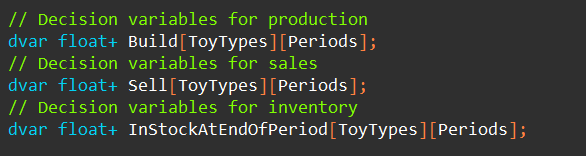 // Decision variables for production
dvar float+ Build[ToyTypes][Periods];
// Decision variables for sales
dvar float+ Sell[ToyTypes][Periods];
// Decision variables for inventory
dvar float+ InStockAtEndOfPeriod[ToyTypes][Periods];